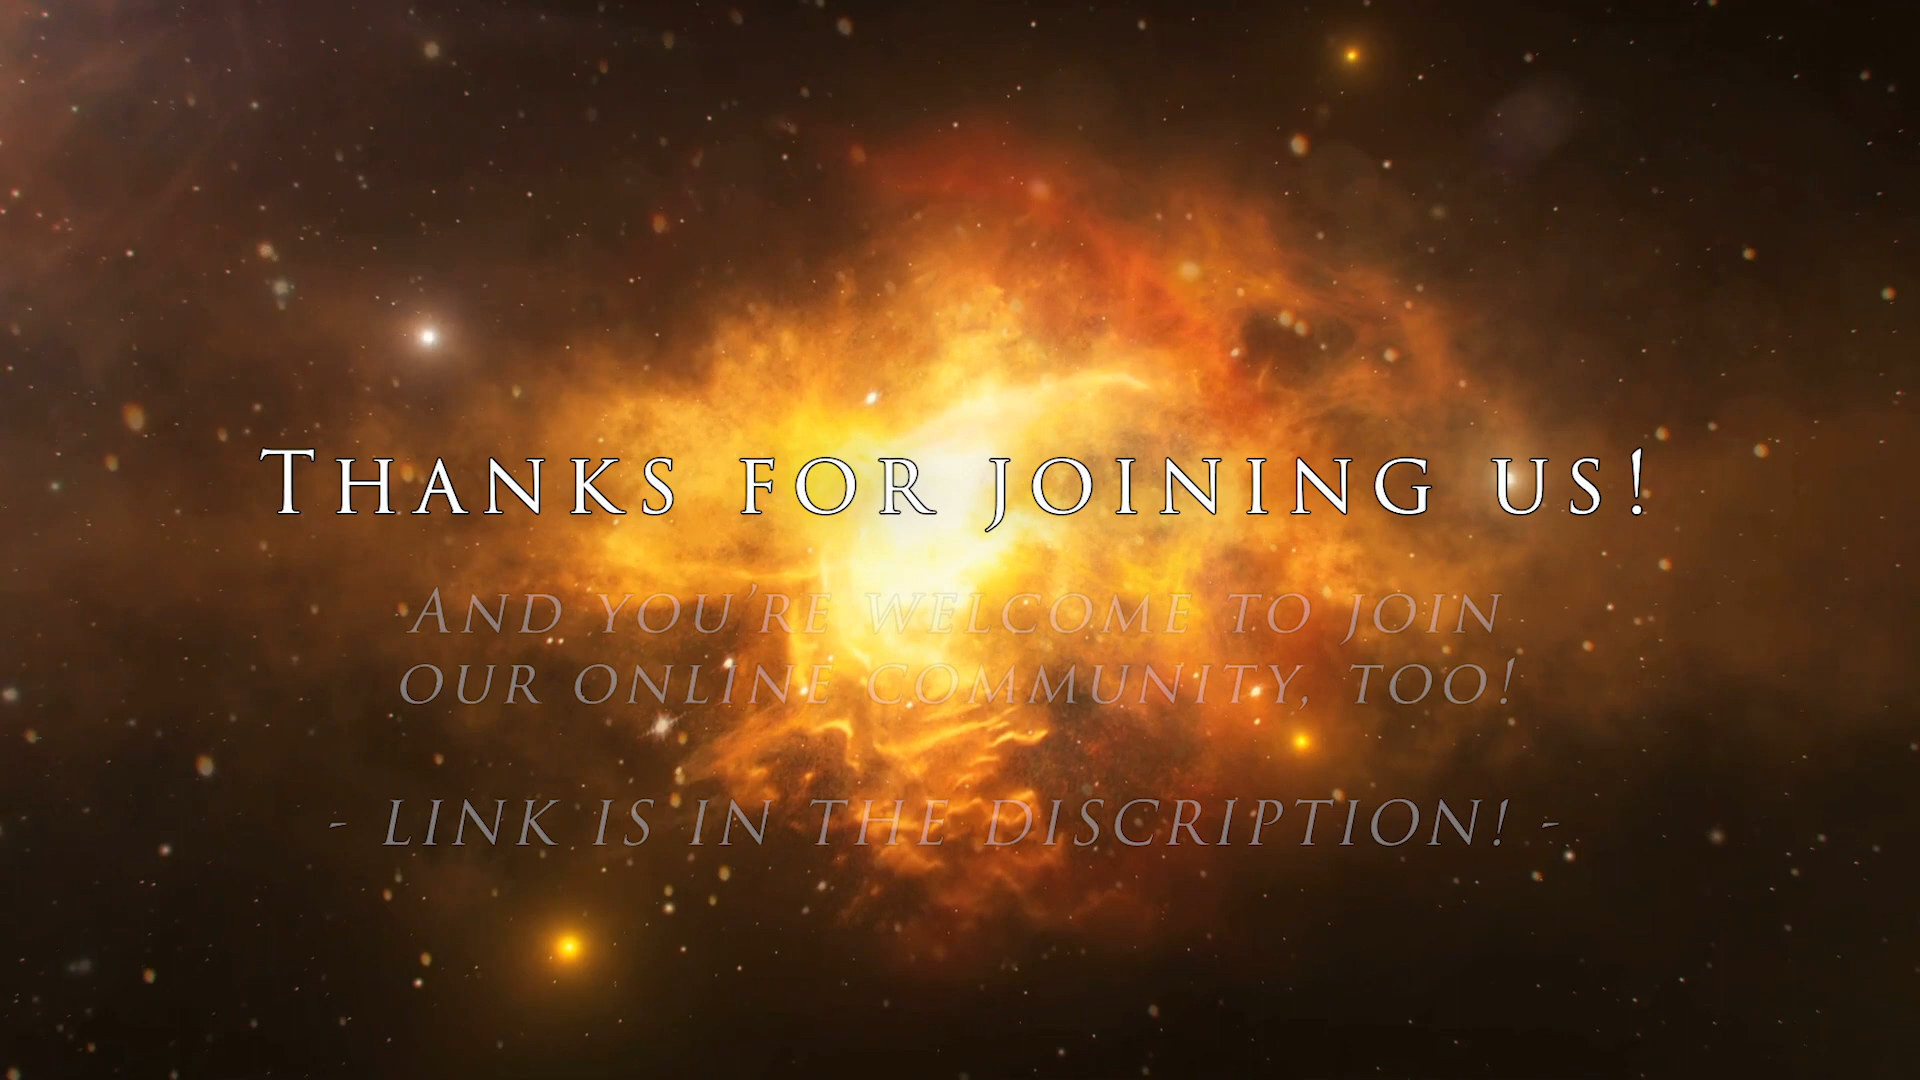 Thanks for joining us!
And you're welcome to join
our online community, too!
- link is in the discription! -